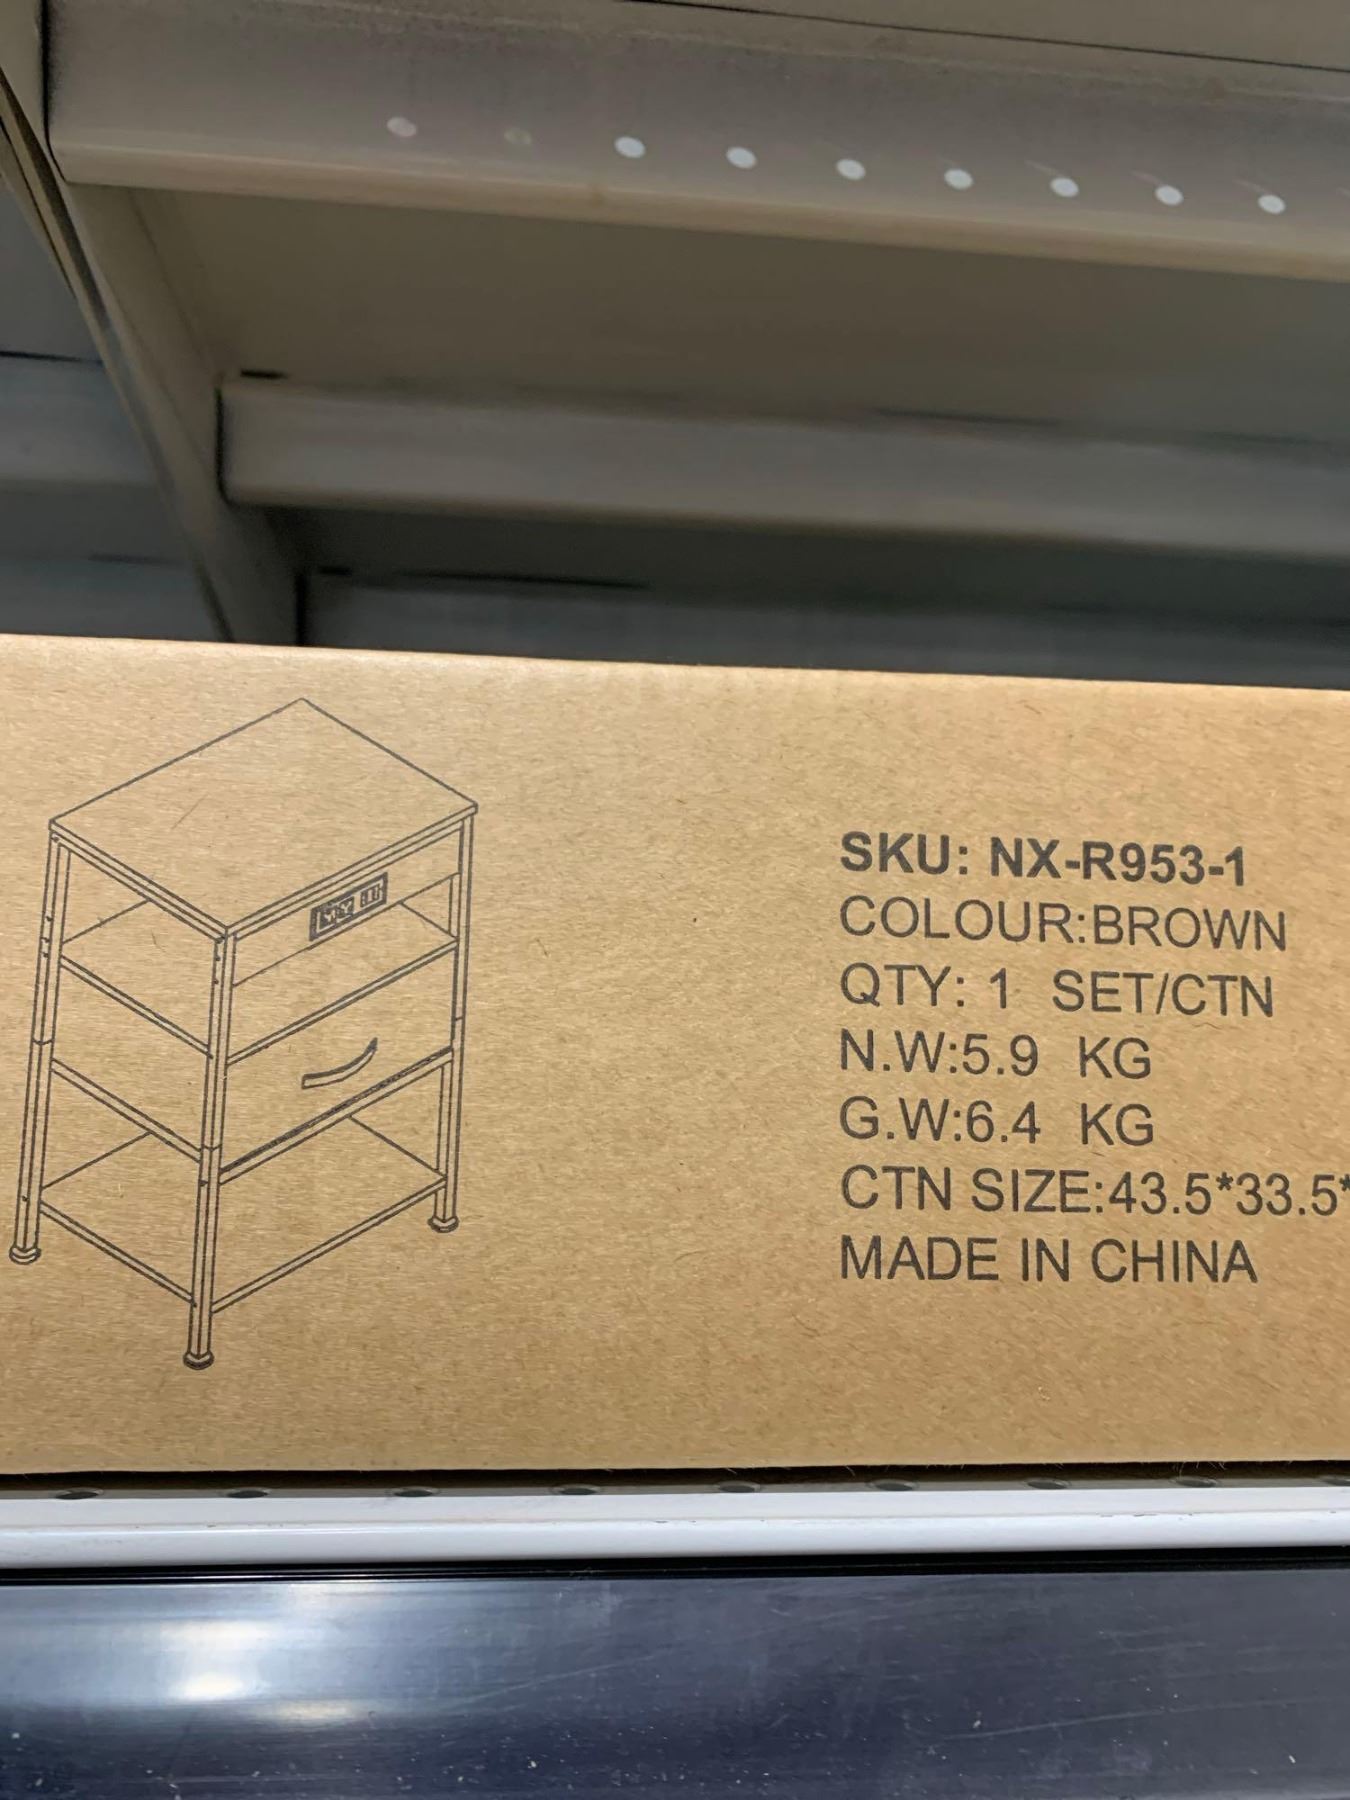 SKU: NX-R953-1
COLOUR:BROWN
QTY: 1 SET/CTN
N.W:5.9 KG
G.W:6.4 KG
CTN SIZE:43.5*33.5*
MADE IN CHINA